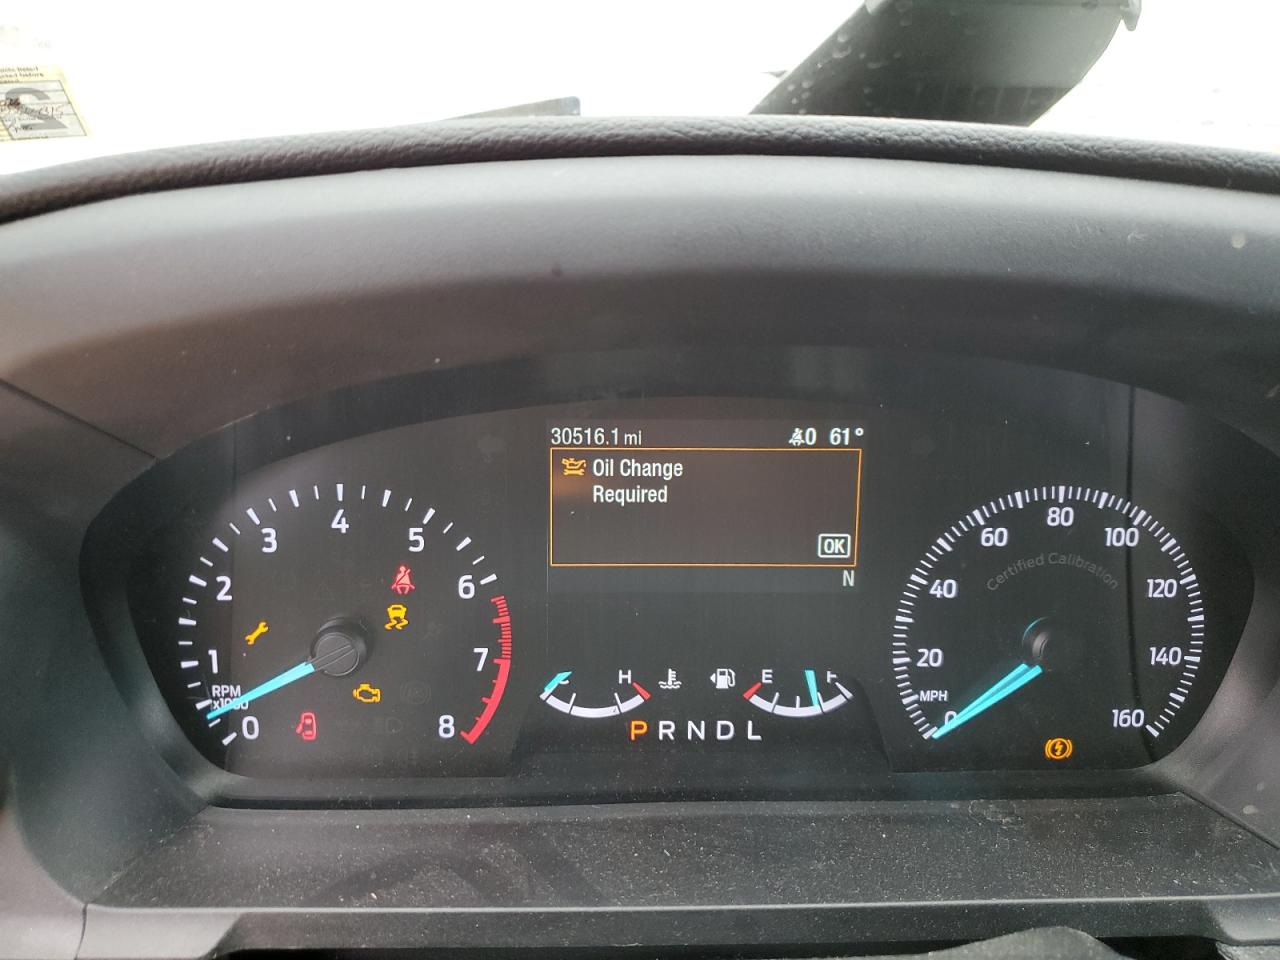 30516.1 mi
0 61°
Oil Change
Required
OK
N
0 1 2 3 4 5 6 7 8
RPM
x1000
H
E F
P R N D L
0 20 40 60 80 100 120 140 160
MPH
Certified Calibration
2